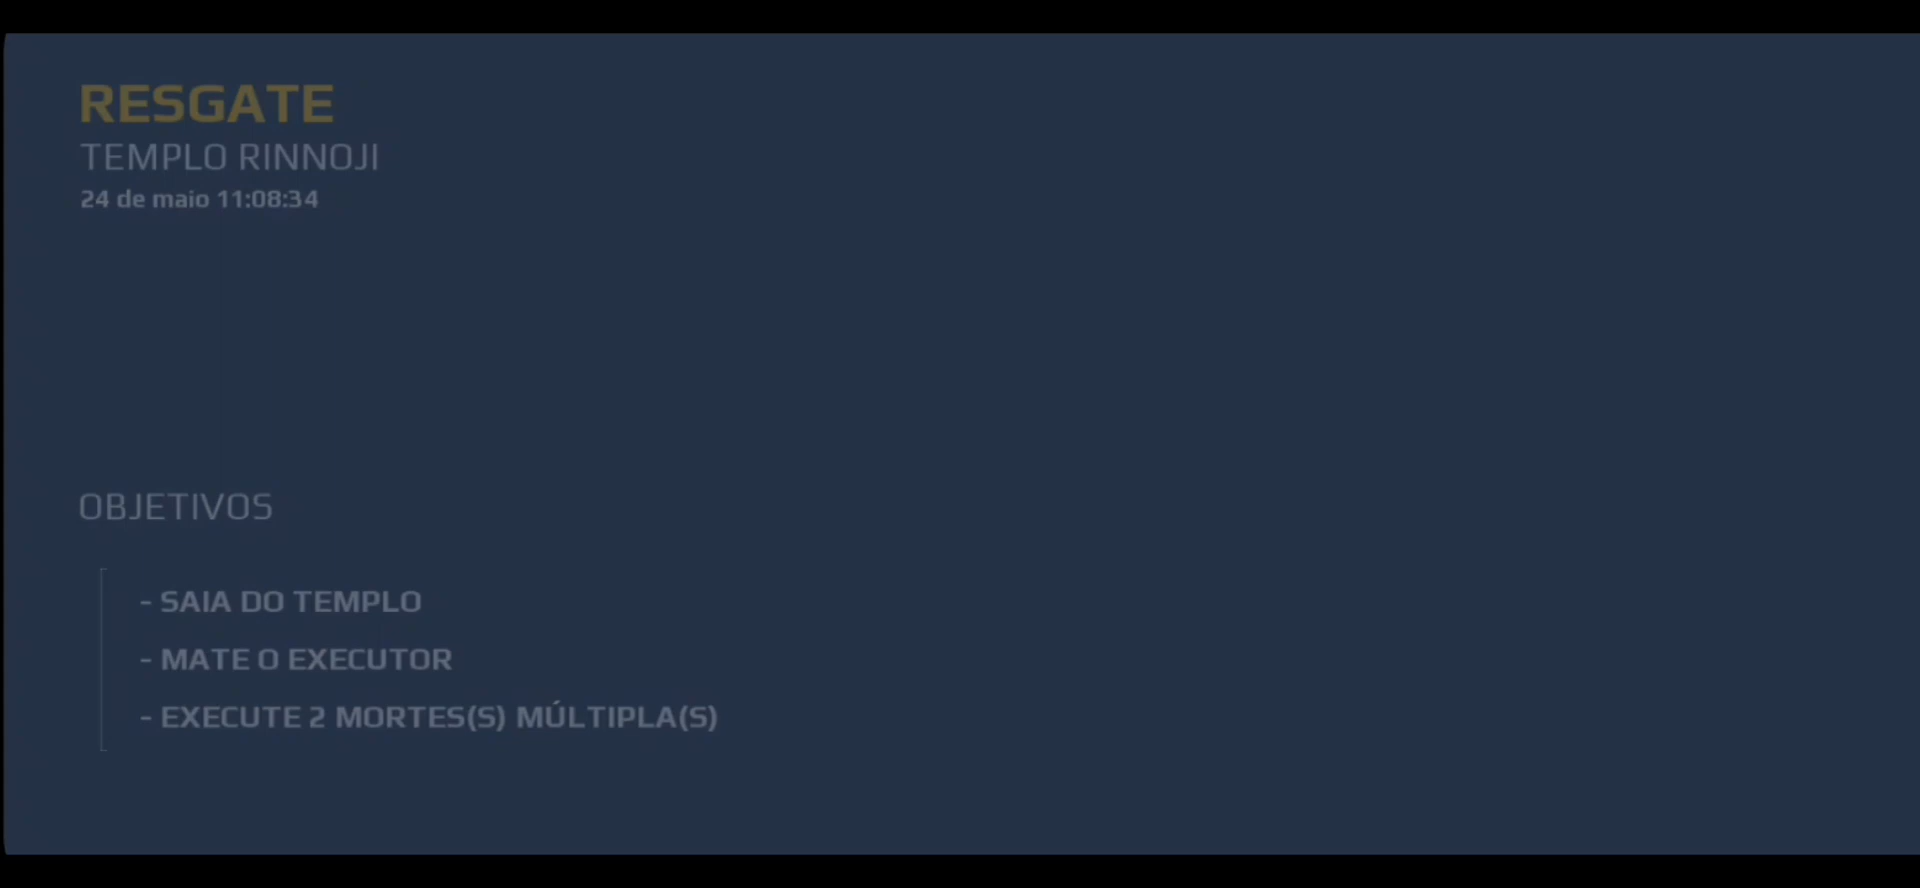 RESGATE
TEMPLO RINNOJI
24 de maio 11:08:34
OBJETIVOS
- SAIA DO TEMPLO
- MATE O EXECUTOR
- EXECUTE 2 MORTES(S) MÚLTIPLA(S)